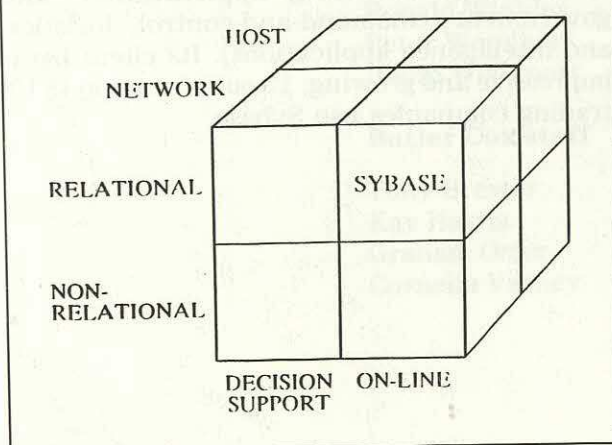 HOST
NETWORK
RELATIONAL
SYBASE
NON-
RELATIONAL
DECISION
SUPPORT
ON-LINE